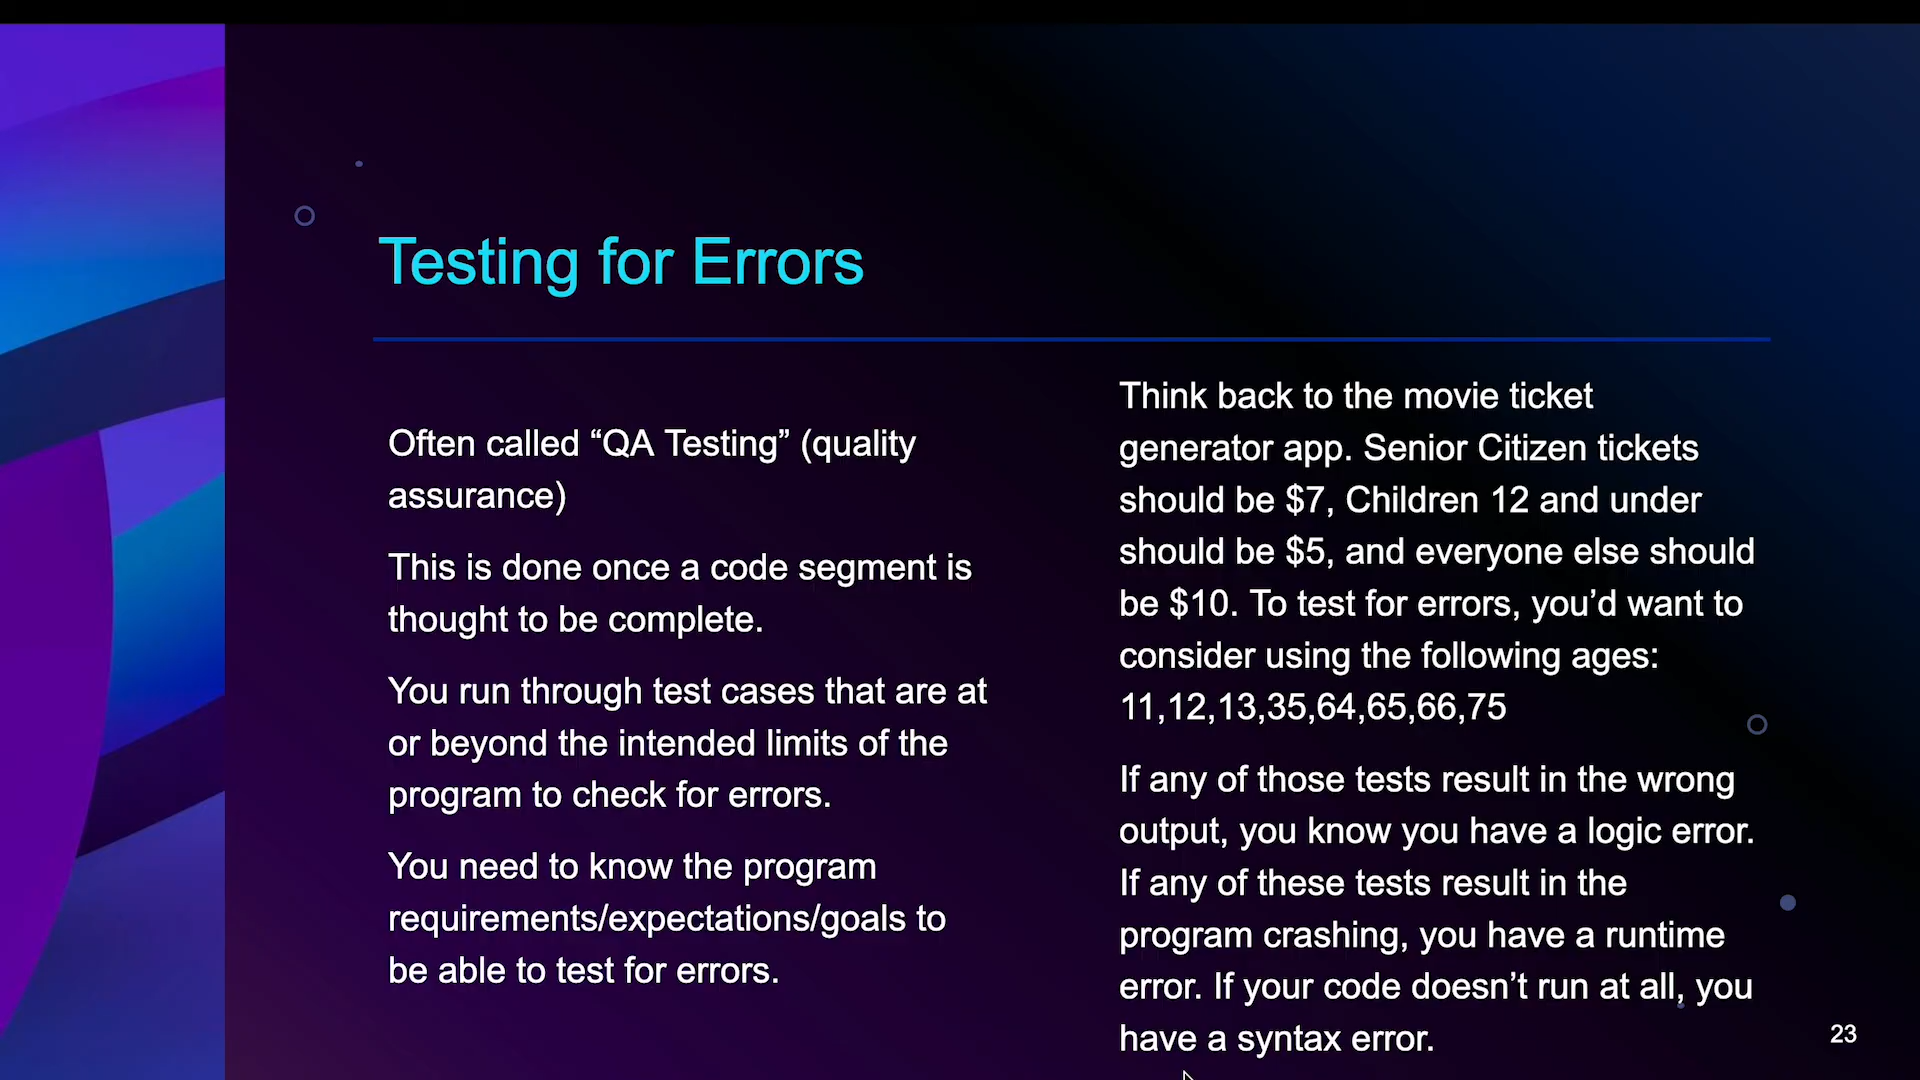 Testing for Errors
Often called “QA Testing” (quality
assurance)
This is done once a code segment is
thought to be complete.
You run through test cases that are at
or beyond the intended limits of the
program to check for errors.
You need to know the program
requirements/expectations/goals to
be able to test for errors.
Think back to the movie ticket
generator app. Senior Citizen tickets
should be $7, Children 12 and under
should be $5, and everyone else should
be $10. To test for errors, you’d want to
consider using the following ages:
11,12,13,35,64,65,66,75
If any of those tests result in the wrong
output, you know you have a logic error.
If any of these tests result in the
program crashing, you have a runtime
error. If your code doesn’t run at all, you
have a syntax error.
23